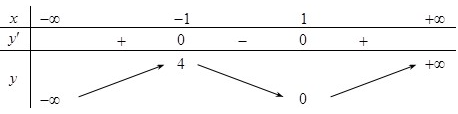 x −∞ −1 1 +∞
y′ + 0 − 0 +
4 +∞
y
−∞ 0